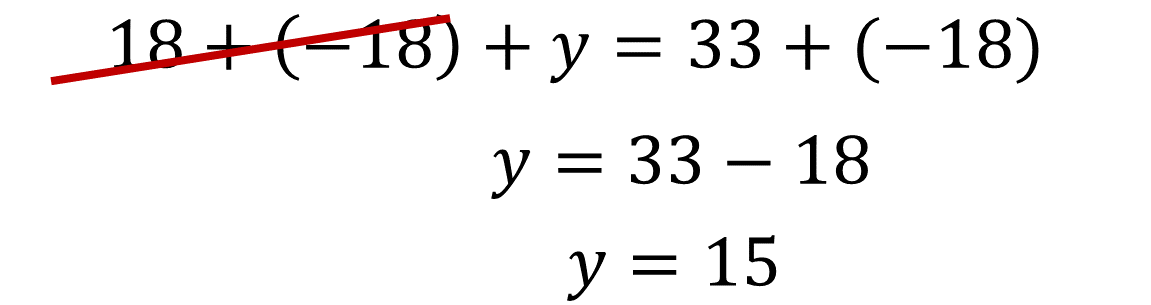 18 + (−18) + y = 33 + (−18)
y = 33 − 18
y = 15